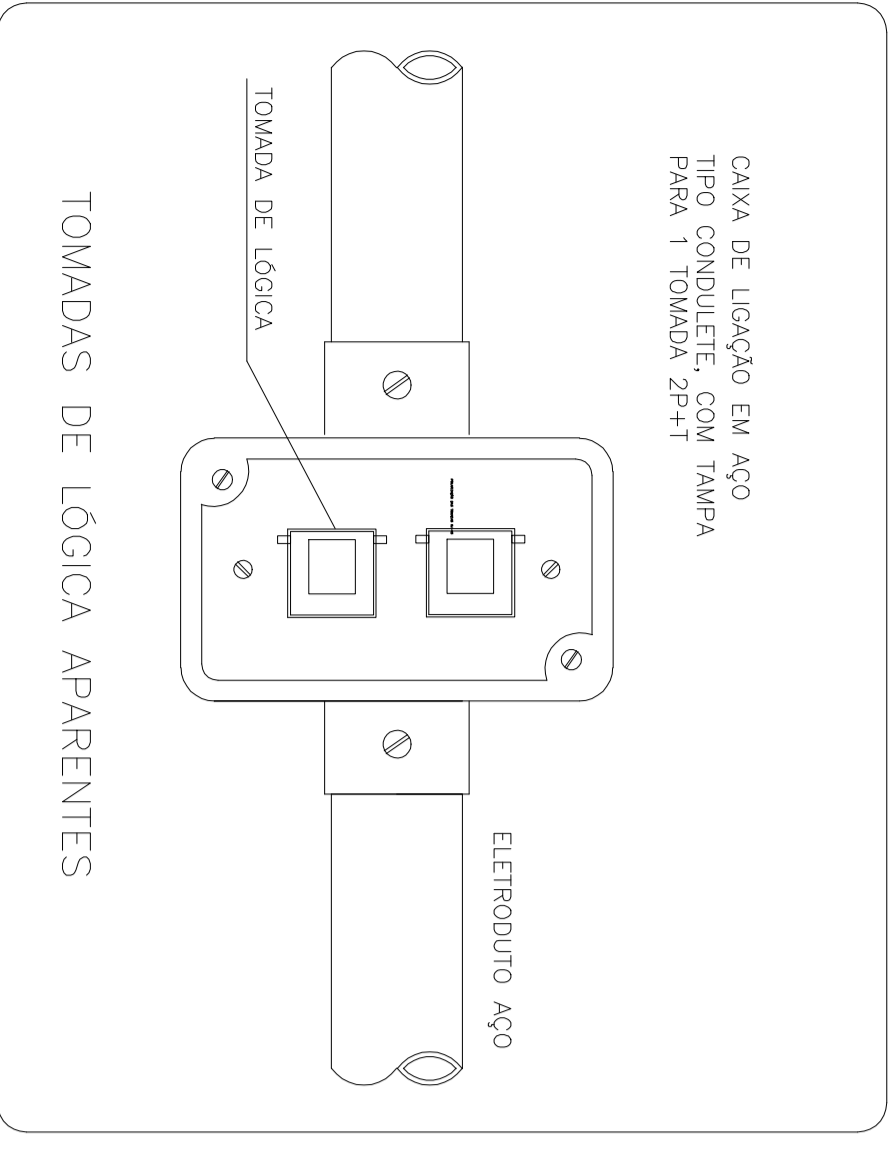 CAIXA DE LIGAÇÃO EM AÇO
TIPO CONDULETE, COM TAMPA
PARA 1 TOMADA 2P+T
ELETRODUTO AÇO
TOMADA DE LÓGICA
TOMADAS DE LÓGICA APARENTES